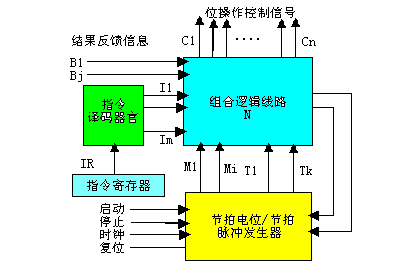 位操作控制信号
C1 ···· Cn
结果反馈信息
B1
Bj
I1
指令
译码器言
组合逻辑线路
N
Im
IR
M1 Mi T1 Tk
指令寄存器
启动
停止
时钟
复位
节拍电位/节拍
脉冲发生器